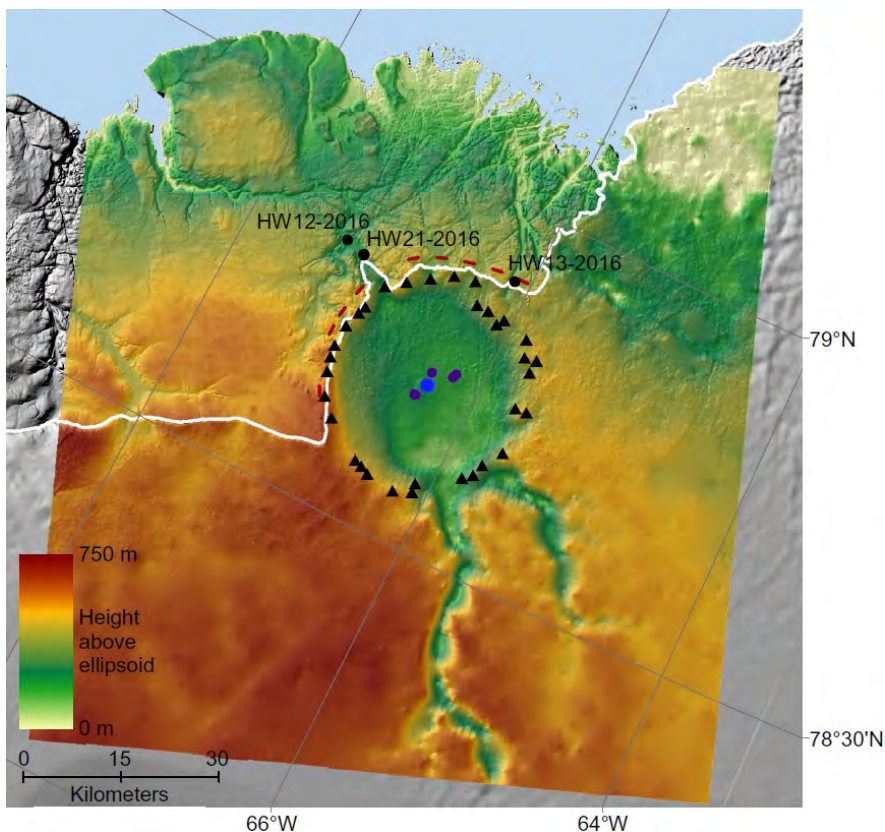 HW12-2016
HW21-2016
HW13-2016
79°N
750 m
Height
above
ellipsoid
0 m
78°30'N
0 15 30
Kilometers
66°W
64°W